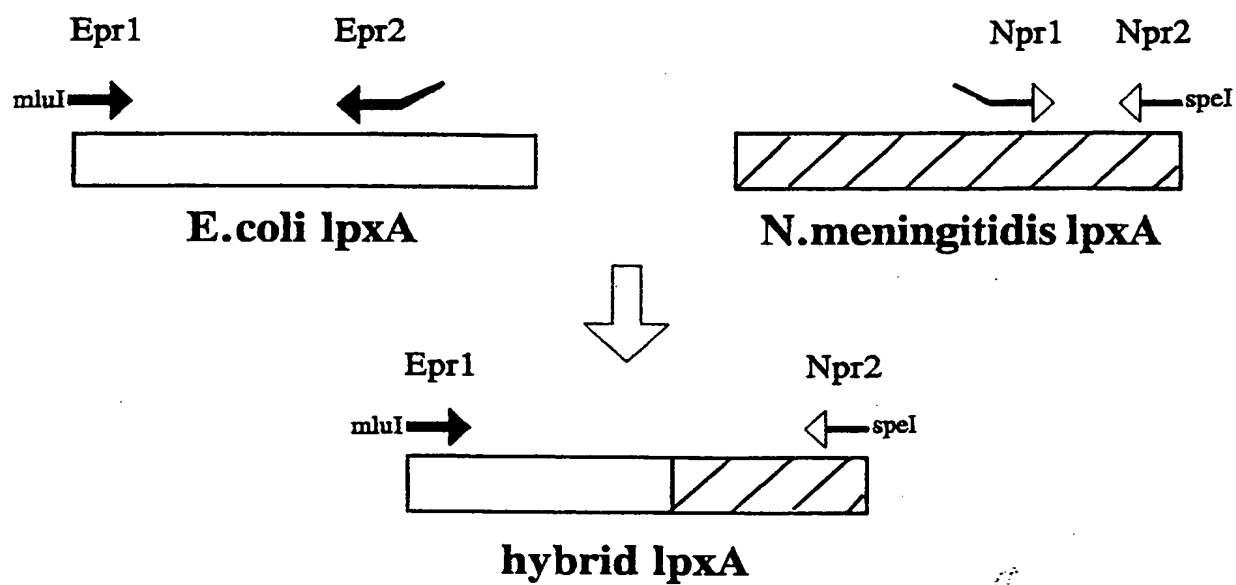 Epr1 Epr2 Npr1 Npr2
mluI speI
E.coli lpxA N.meningitidis lpxA
Epr1 Npr2
mluI speI
hybrid lpxA